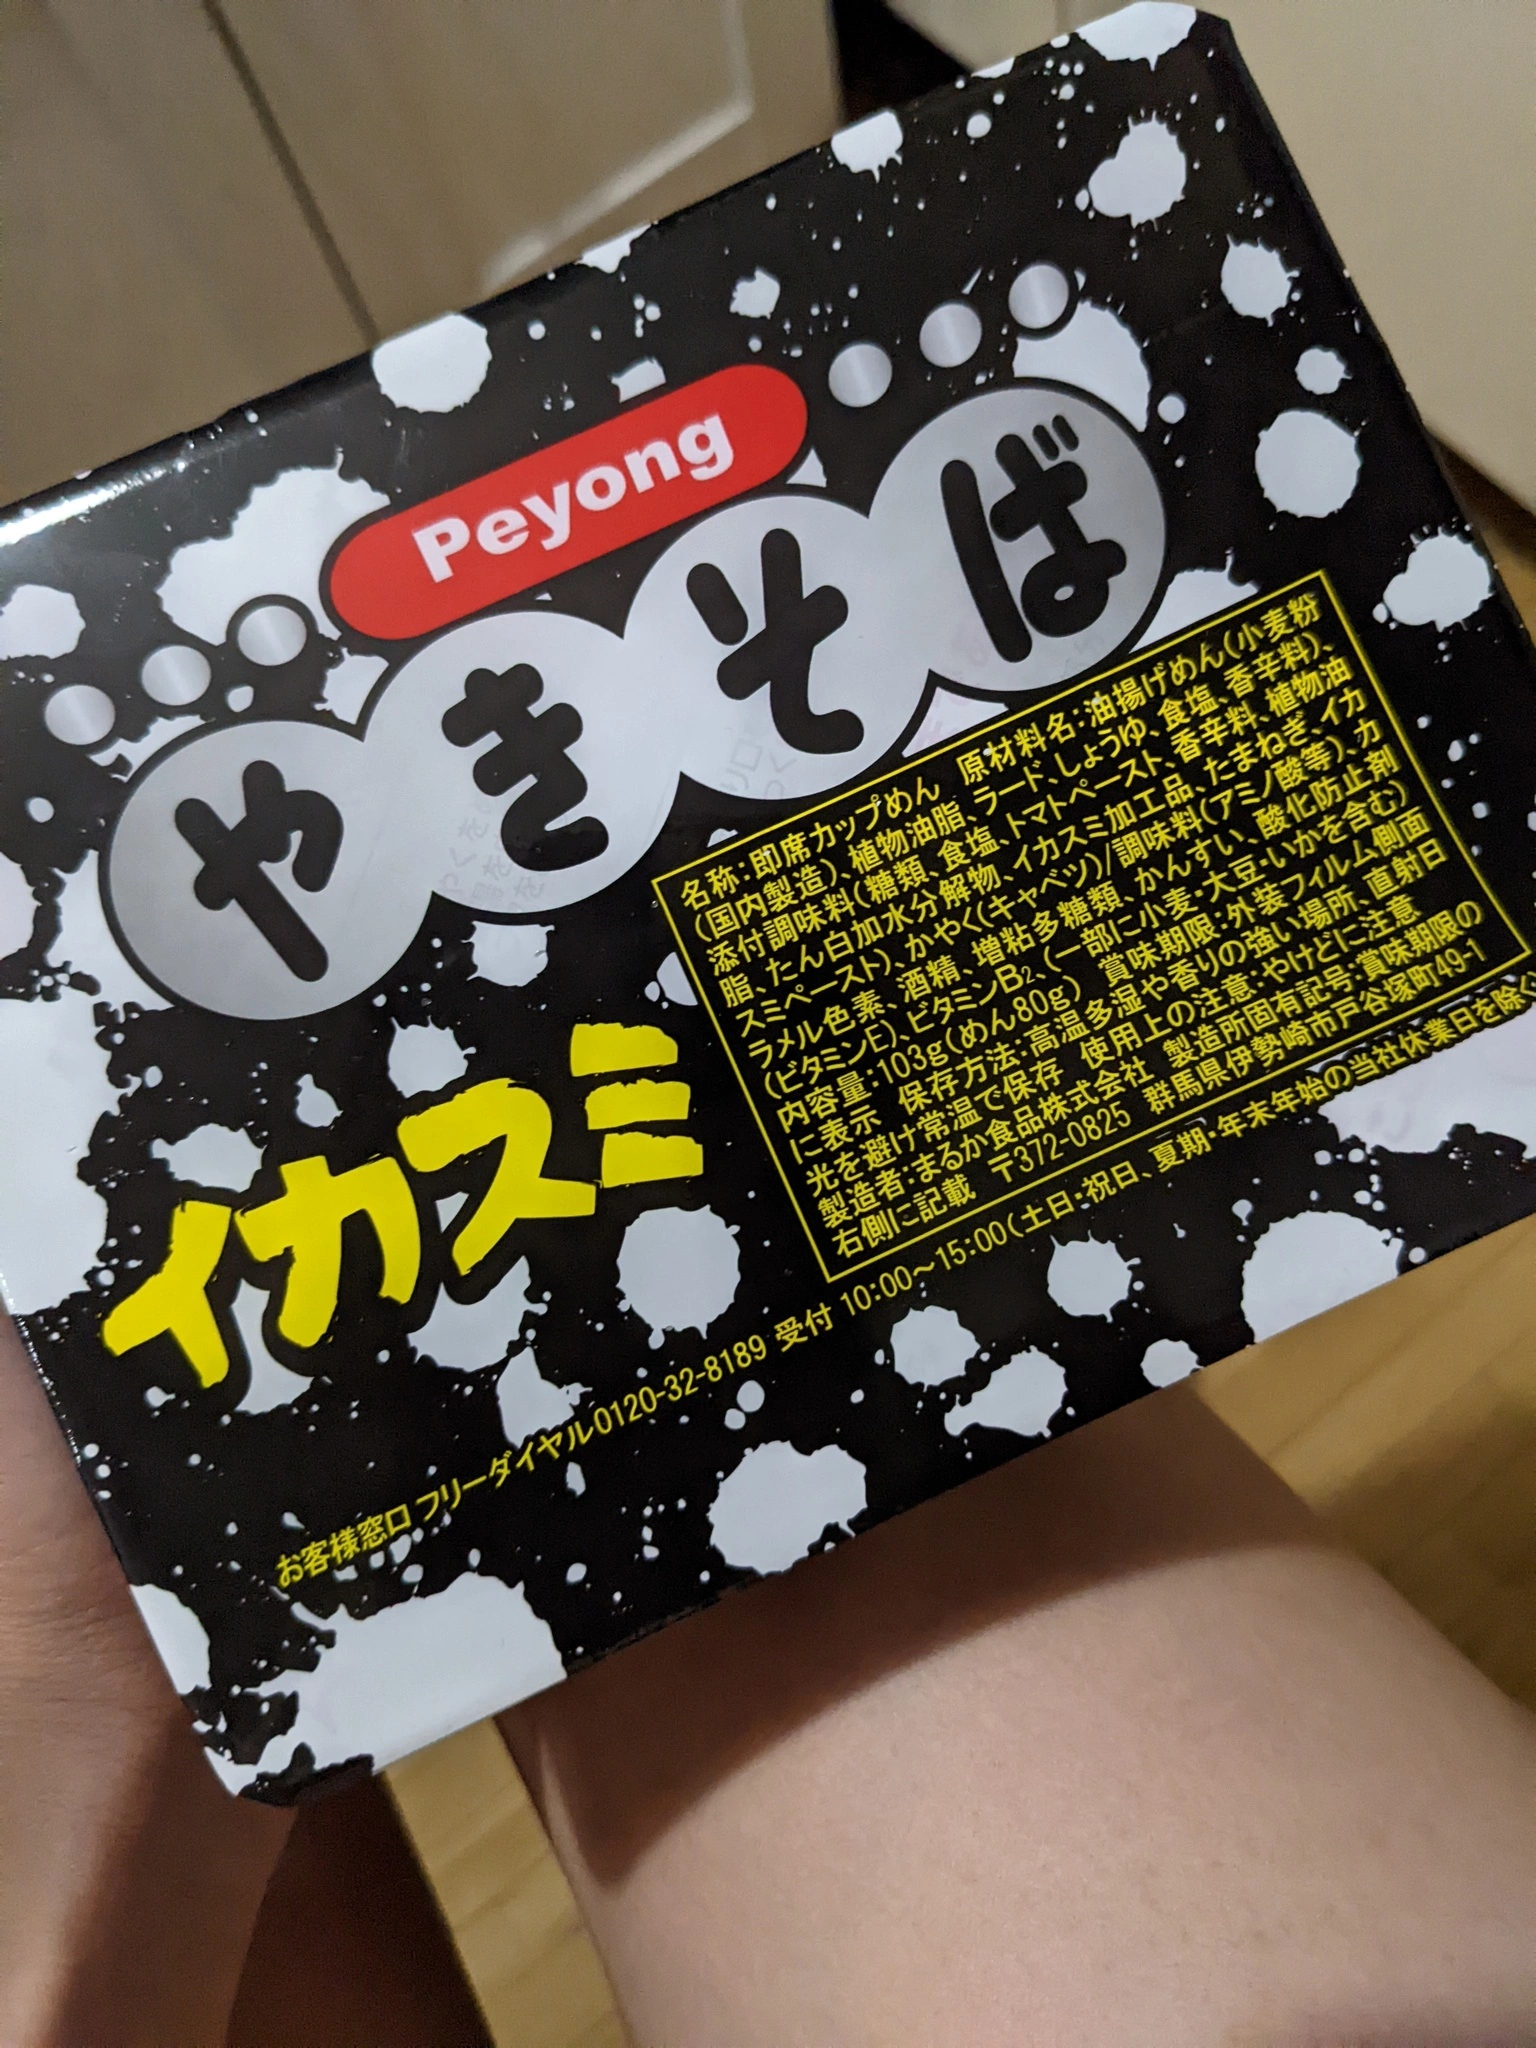 Peyong
やきそば
イカスミ
名称:即席カップめん 原材料名:油揚げめん(小麦粉
(国内製造)、植物油脂、ラード、しょうゆ、食塩、香辛料)、
添付調味料(糖類、食塩、トマトペースト、香辛料、植物油
脂、たん白加水分解物、イカスミ加工品、たまねぎ、イカ
スミペースト)、かやく(キャベツ)/調味料(アミノ酸等)、カ
ラメル色素、酒精、増粘多糖類、かんすい、酸化防止剤
(ビタミンE)、ビタミンB2、(一部に小麦・大豆・いかを含む)
内容量:103g(めん80g) 賞味期限:外装フィルム側面
に表示 保存方法:高温多湿や香りの強い場所、直射日
光を避け常温で保存 使用上の注意:やけどに注意
製造者:まるか食品株式会社 製造所固有記号:賞味期限の
右側に記載 〒372-0825 群馬県伊勢崎市戸谷塚町49-1
お客様窓口 フリーダイヤル0120-32-8189 受付 10:00～15:00(土日・祝日、夏期・年末年始の当社休業日を除く